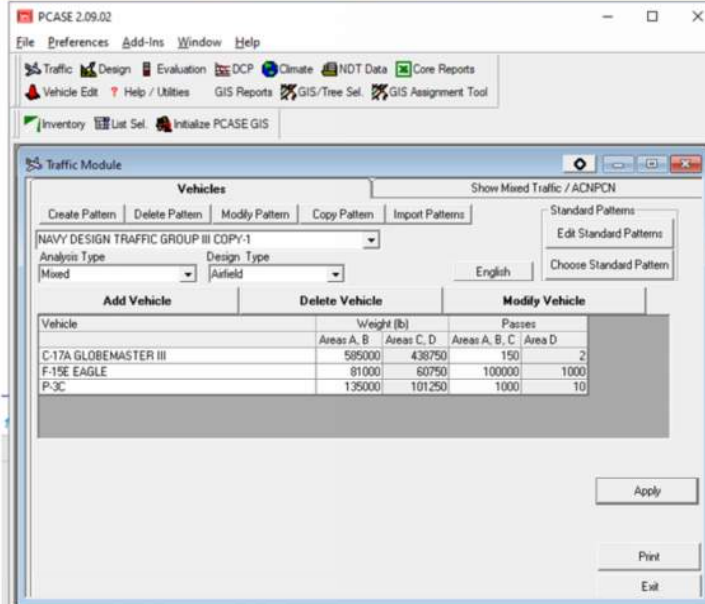 PCASE 2.09.02
File Preferences Add-Ins Window Help
Traffic Design Evaluation DCP Climate NDT Data Core Reports
Vehicle Edit ? Help / Utilities GIS Reports GIS/Tree Sel. GIS Assignment Tool
Inventory List Sel. Initialize PCASE GIS
Traffic Module
Vehicles Show Mixed Traffic / ACNPCN
Create Pattern Delete Pattern Modify Pattern Copy Pattern Import Patterns Standard Patterns
NAVY DESIGN TRAFFIC GROUP III COPY-1 Edit Standard Patterns
Analysis Type Design Type
Mixed Airfield English Choose Standard Pattern
Add Vehicle Delete Vehicle Modify Vehicle
Vehicle Weight (lb) Passes
Areas A, B Areas C, D Areas A, B, C Area D
C-17A GLOBEMASTER III 585000 438750 150 2
F-15E EAGLE 81000 60750 100000 1000
P-3C 135000 101250 1000 10
Apply
Print
Exit